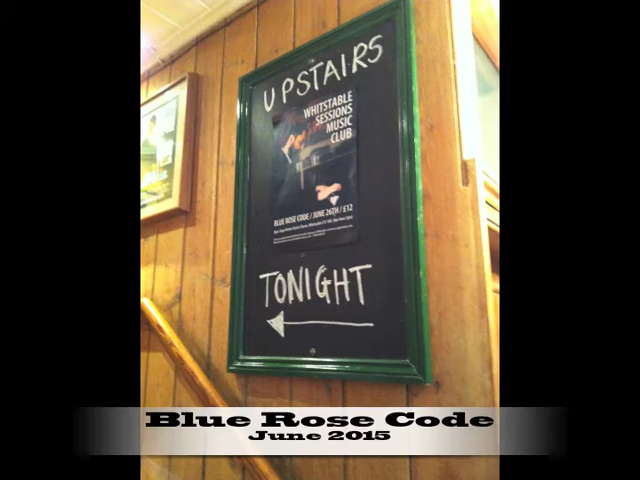 UPSTAIRS
WHITSTABLE
SESSIONS
MUSIC
CLUB
BLUE ROSE CODE / JUNE 26TH / £12
TONIGHT
Blue Rose Code
June 2015